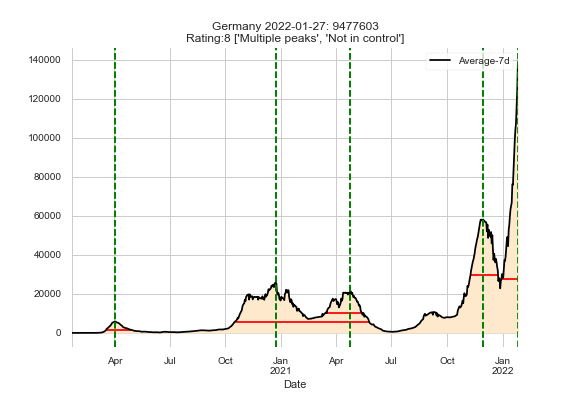 Germany 2022-01-27: 9477603
Rating:8 ['Multiple peaks', 'Not in control']
Average-7d
140000
120000
100000
80000
60000
40000
20000
0
Apr Jul Oct Jan Apr Jul Oct Jan
2021 2022
Date